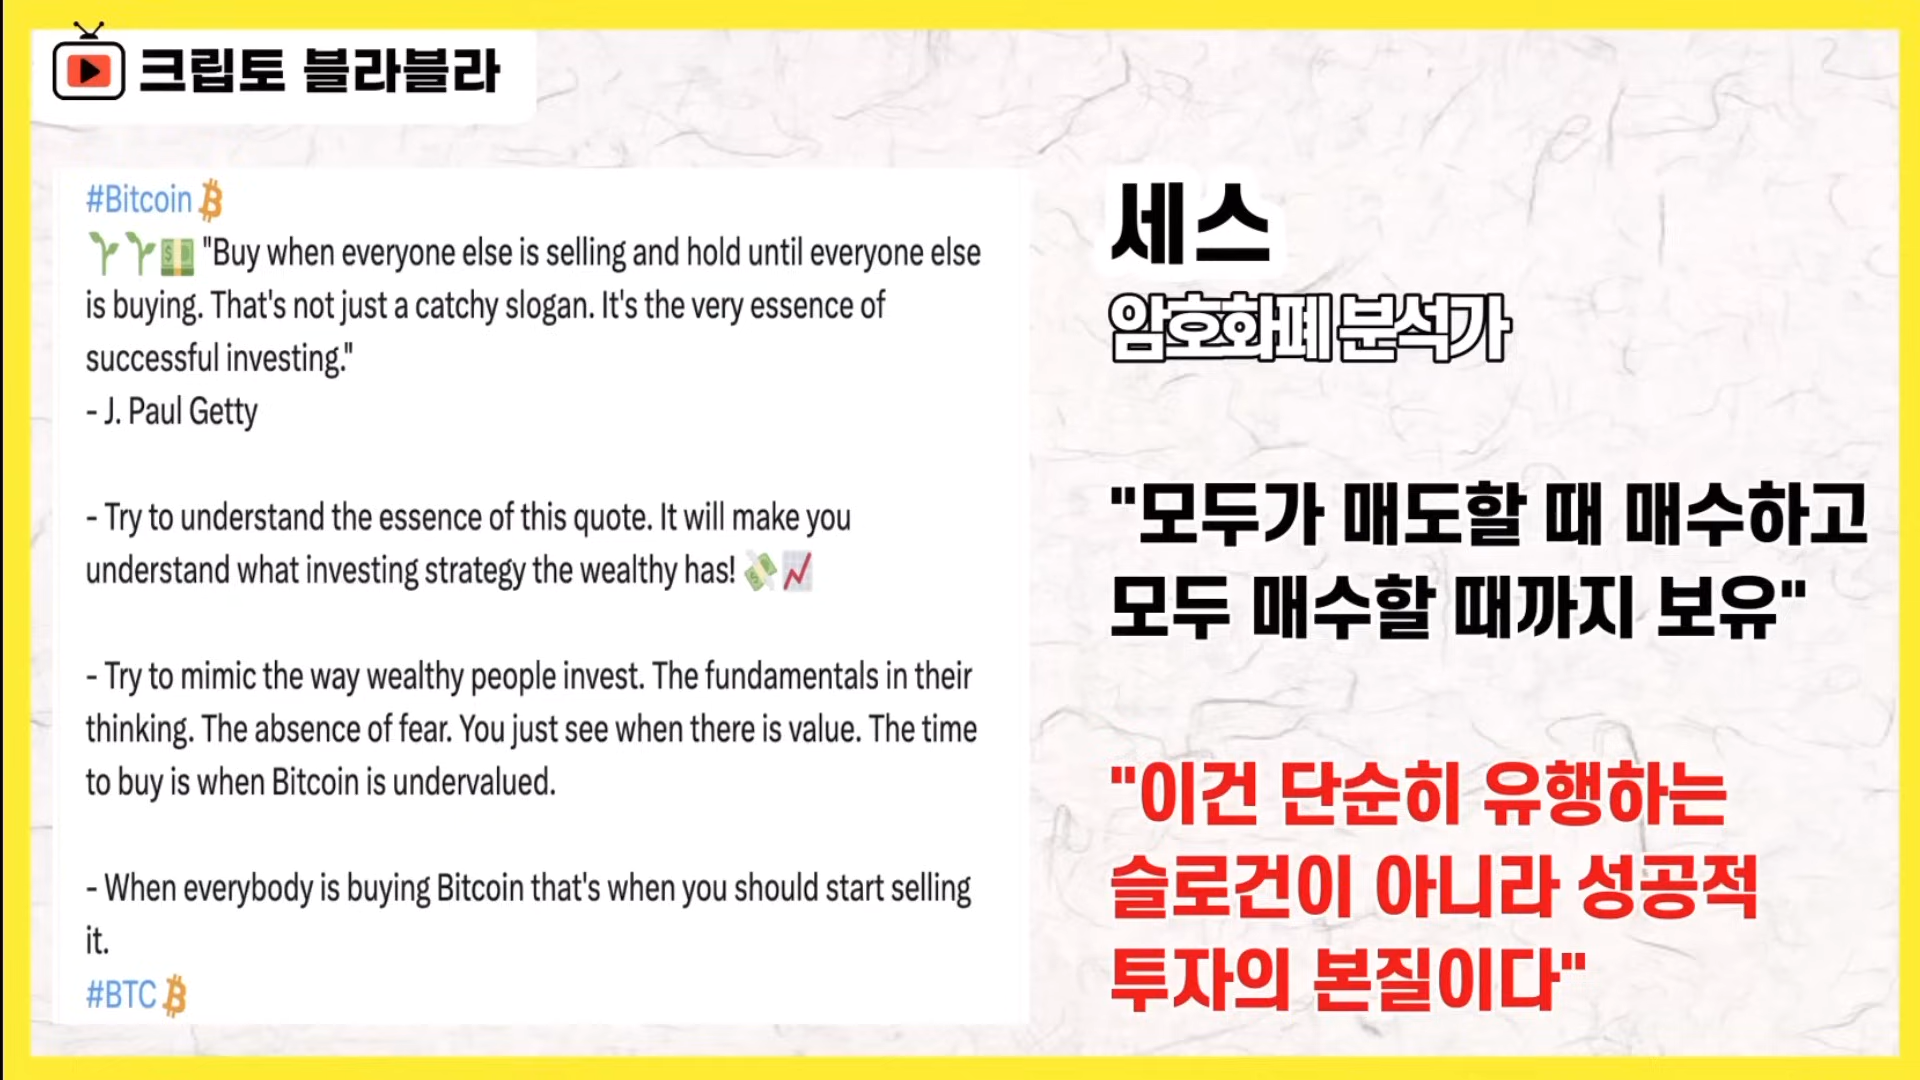 크립토 블라블라
#Bitcoin
"Buy when everyone else is selling and hold until everyone else
is buying. That's not just a catchy slogan. It's the very essence of
successful investing."
- J. Paul Getty
- Try to understand the essence of this quote. It will make you
understand what investing strategy the wealthy has!
- Try to mimic the way wealthy people invest. The fundamentals in their
thinking. The absence of fear. You just see when there is value. The time
to buy is when Bitcoin is undervalued.
- When everybody is buying Bitcoin that's when you should start selling
it.
#BTC
세스
암호화폐 분석가
"모두가 매도할 때 매수하고
모두 매수할 때까지 보유"
"이건 단순히 유행하는
슬로건이 아니라 성공적
투자의 본질이다"